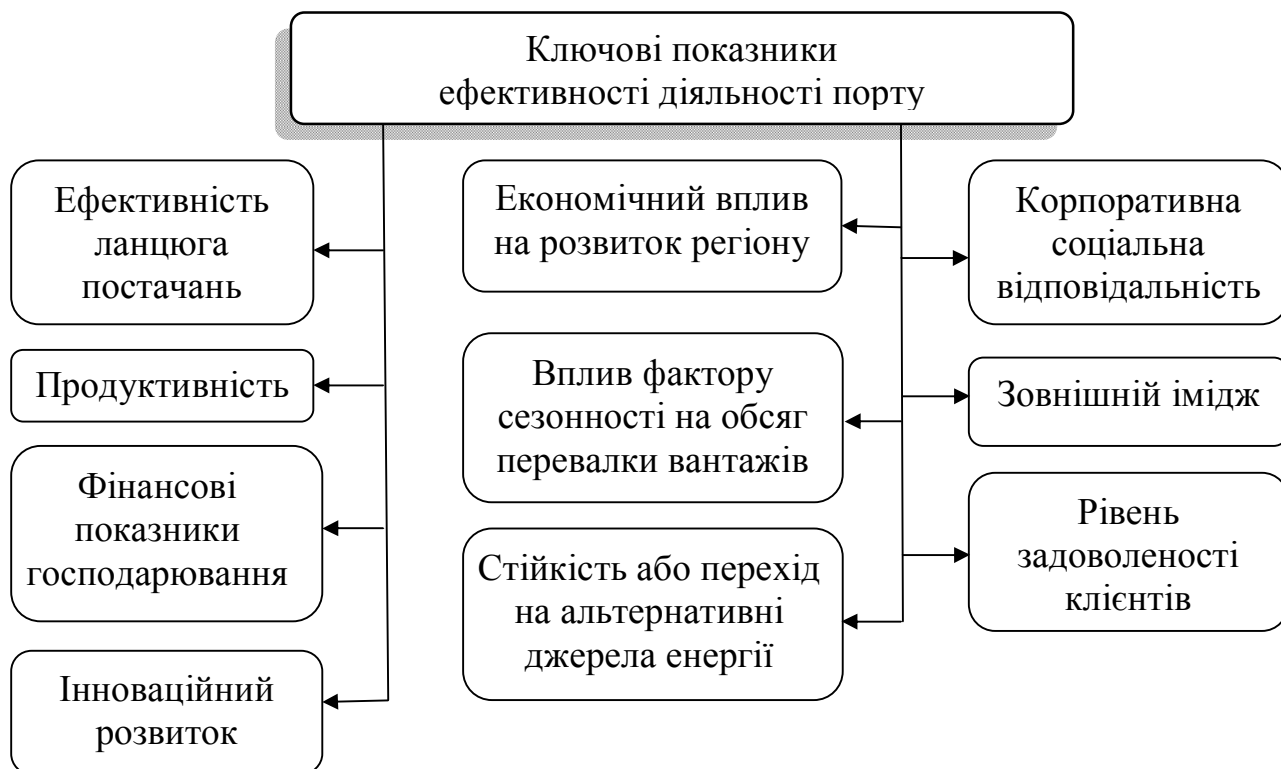 Ключові показники
ефективності діяльності порту
Ефективність
ланцюга
постачань
Продуктивність
Фінансові
показники
господарювання
Інноваційний
розвиток
Економічний вплив
на розвиток регіону
Вплив фактору
сезонності на обсяг
перевалки вантажів
Стійкість або перехід
на альтернативні
джерела енергії
Корпоративна
соціальна
відповідальність
Зовнішній імідж
Рівень
задоволеності
клієнтів